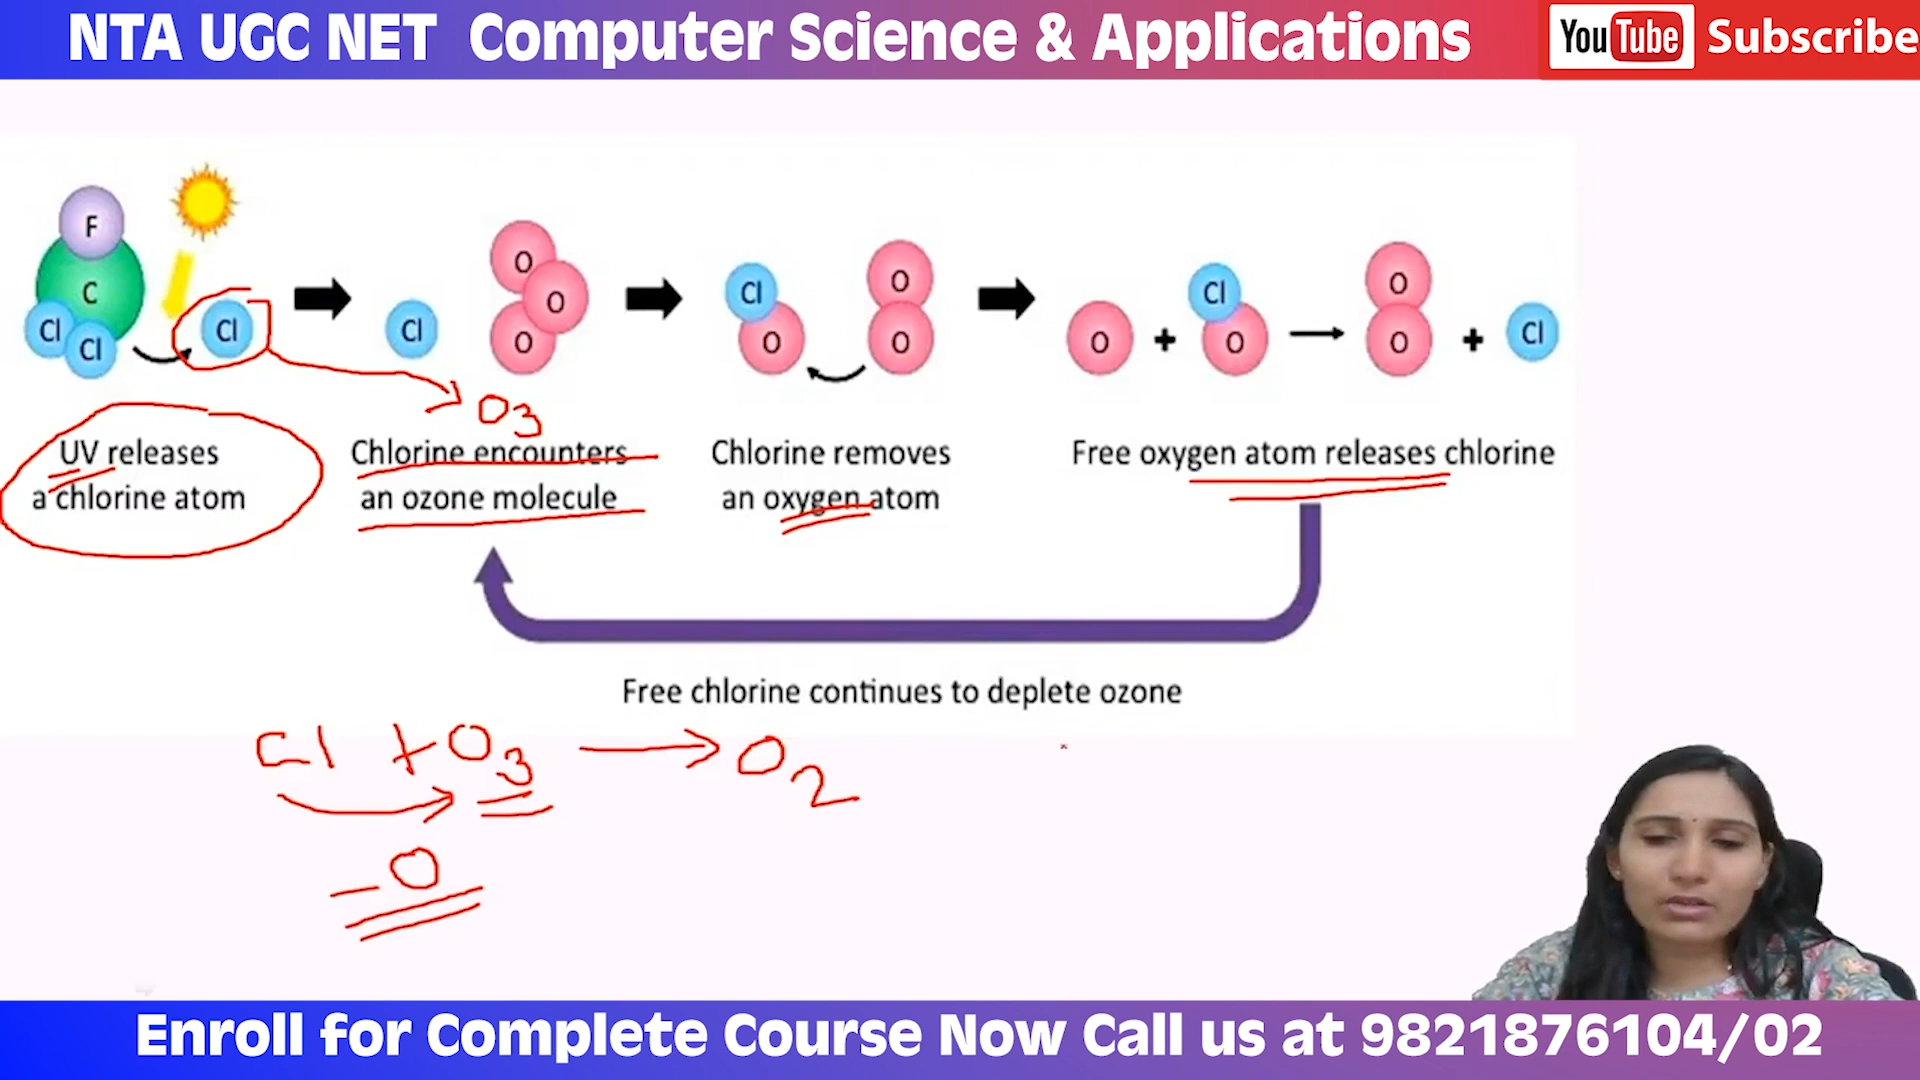 NTA UGC NET Computer Science & Applications
YouTube Subscribe
F
C
Cl
Cl
Cl
Cl
O
O
O
Cl
O
O
O
O
+
Cl
O
O
O
+
Cl
O3
UV releases
a chlorine atom
Chlorine encounters
an ozone molecule
Chlorine removes
an oxygen atom
Free oxygen atom releases chlorine
Free chlorine continues to deplete ozone
Cl + O3 → O2
- O
Enroll for Complete Course Now Call us at 9821876104/02